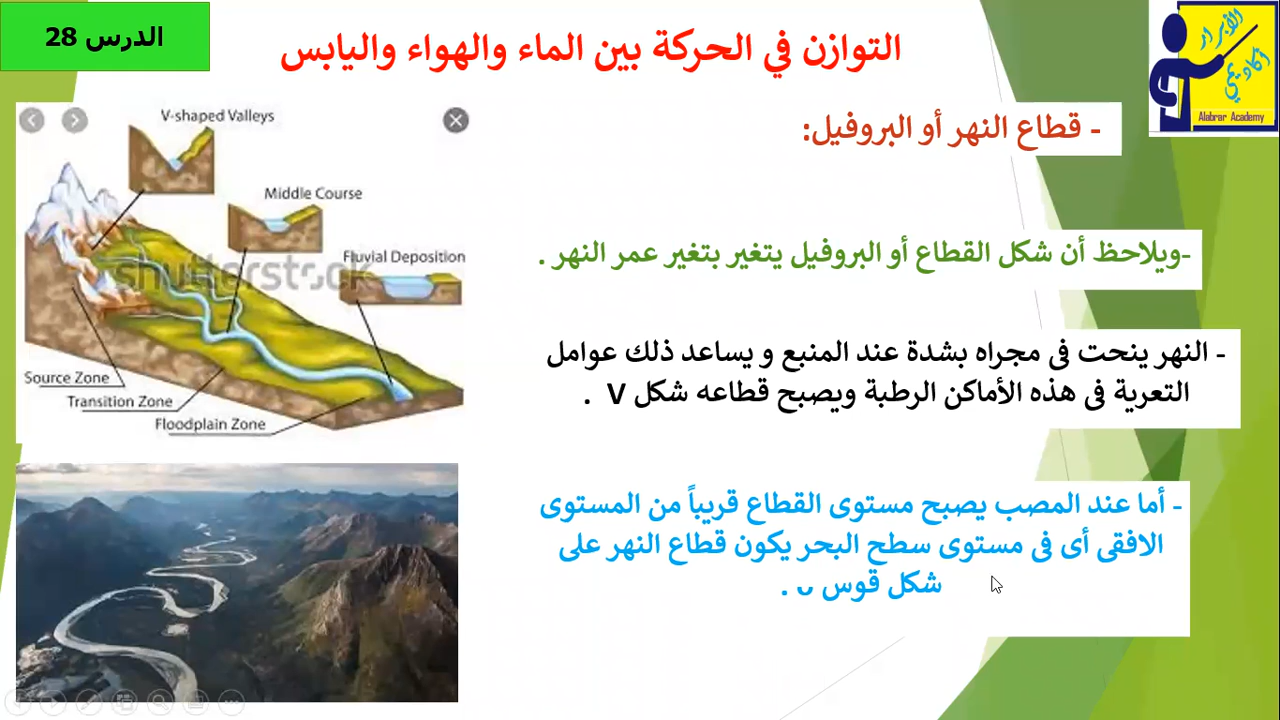 الدرس 28
التوازن في الحركة بين الماء والهواء واليابس
الأبرار
أكاديمي
Alabrar Academy
- قطاع النهر أو البروفيل:
-ويلاحظ أن شكل القطاع أو البروفيل يتغير بتغير عمر النهر .
- النهر ينحت فى مجراه بشدة عند المنبع و يساعد ذلك عوامل
التعرية فى هذه الأماكن الرطبة ويصبح قطاعه شكل V .
- أما عند المصب يصبح مستوى القطاع قريباً من المستوى
الافقى أى فى مستوى سطح البحر يكون قطاع النهر على
شكل قوس ں .
V-shaped Valleys
Middle Course
Fluvial Deposition
shutterstock
Source Zone
Transition Zone
Floodplain Zone